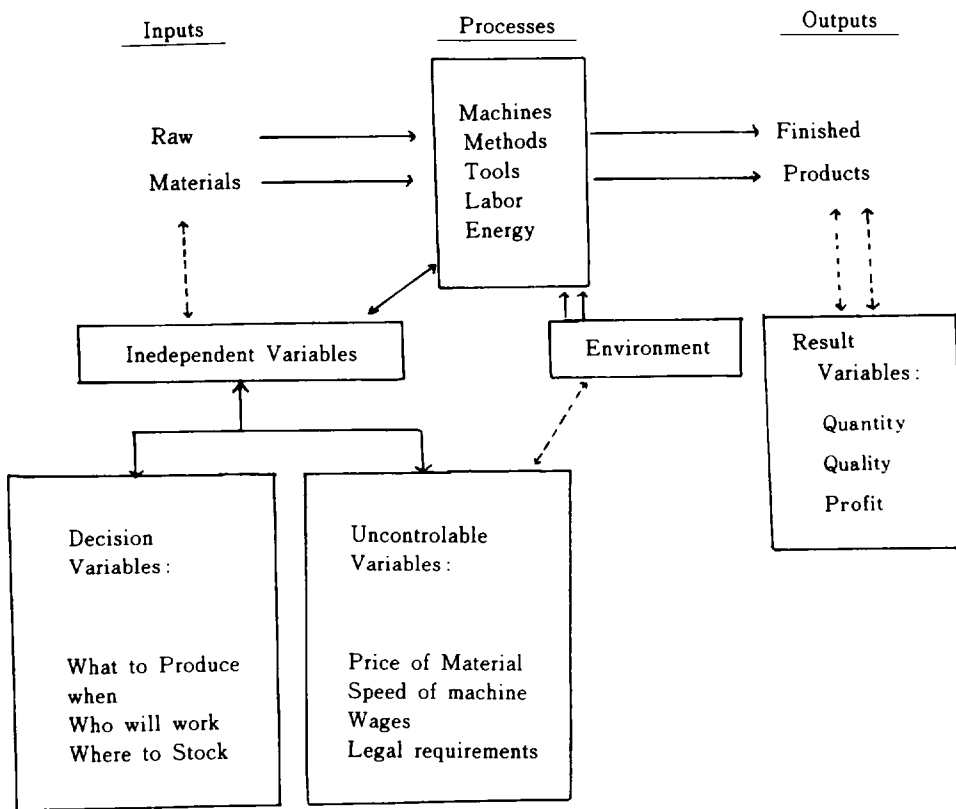 Inputs
Processes
Outputs
Raw
Materials
Machines
Methods
Tools
Labor
Energy
Finished
Products
Inedependent Variables
Environment
Result
Variables:
Quantity
Quality
Profit
Decision
Variables:
What to Produce
when
Who will work
Where to Stock
Uncontrolable
Variables:
Price of Material
Speed of machine
Wages
Legal requirements